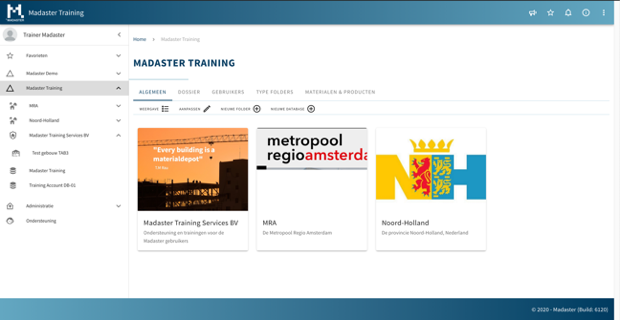 MADASTER
Madaster Training
Trainer Madaster
Favorieten
Madaster Demo
Madaster Training
MRA
Noord-Holland
Madaster Training Services BV
Test gebouw TAB3
Madaster Training
Training Account DB-01
Administratie
Ondersteuning
Home > Madaster Training
MADASTER TRAINING
ALGEMEEN DOSSIER GEBRUIKERS TYPE FOLDERS MATERIALEN & PRODUCTEN
WEERGAVE AANPASSEN NIEUWE FOLDER NIEUWE DATABASE
"Every building is a
materialdepot"
Madaster Training Services BV
Ondersteuning en trainingen voor de
Madaster gebruikers
metropool
regioamsterda
MRA
De Metropool Regio Amsterdam
NH
Noord-Holland
De provincie Noord-Holland, Nederland
© 2020 - Madaster (Build: 6120)